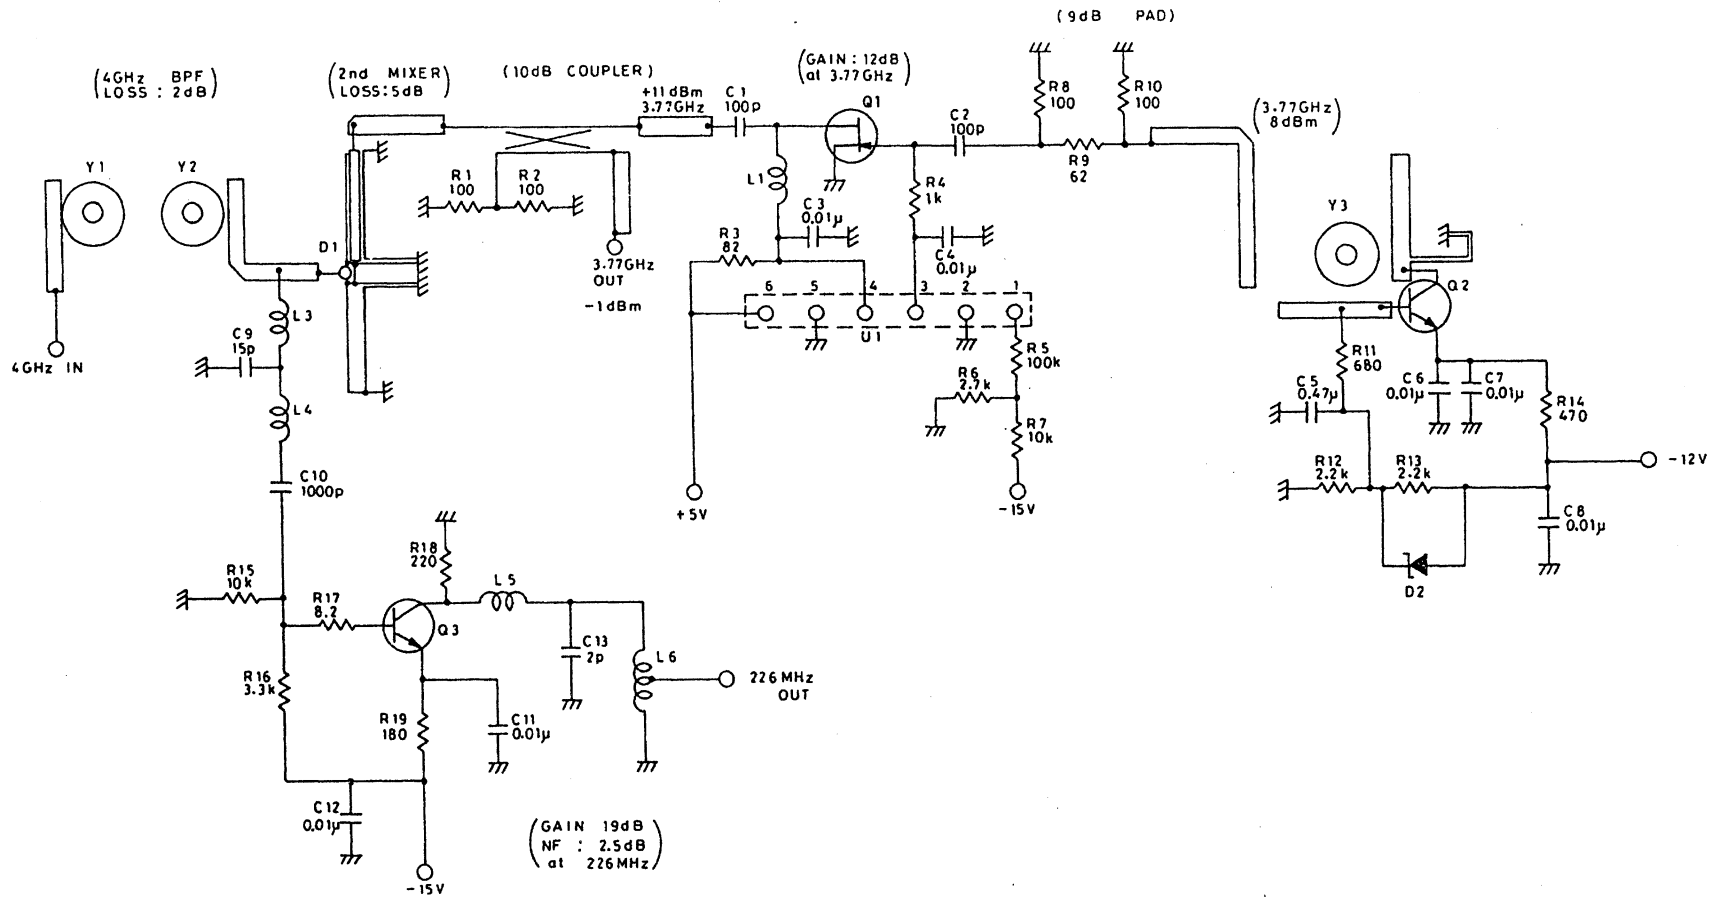 (9dB PAD)
(4GHz BPF
LOSS : 2dB)
(2nd MIXER
LOSS:5dB)
(10dB COUPLER)
+11dBm
3.77GHz
C1
100p
(GAIN:12dB
at 3.77GHz)
Q1
C2
100p
R8
100
R10
100
R9
62
(3.77GHz
8dBm)
Y1
Y2
R1
100
R2
100
L1
R4
1k
Y3
D1
3.77GHz
OUT
-1dBm
R3
82
C3
0.01μ
C4
0.01μ
6
5
4
3
2
1
U1
Q2
L3
C9
15p
4GHz IN
L4
R5
100k
R6
2.7k
R7
10k
R11
680
C5
0.47μ
C6
0.01μ
C7
0.01μ
R14
470
C10
1000p
+5V
-15V
R12
2.2k
R13
2.2k
-12V
C8
0.01μ
D2
R18
220
R15
10k
R17
8.2
L5
Q3
C13
2p
L6
226MHz
OUT
R16
3.3k
R19
180
C11
0.01μ
C12
0.01μ
(GAIN 19dB
NF : 2.5dB
at 226MHz)
-15V